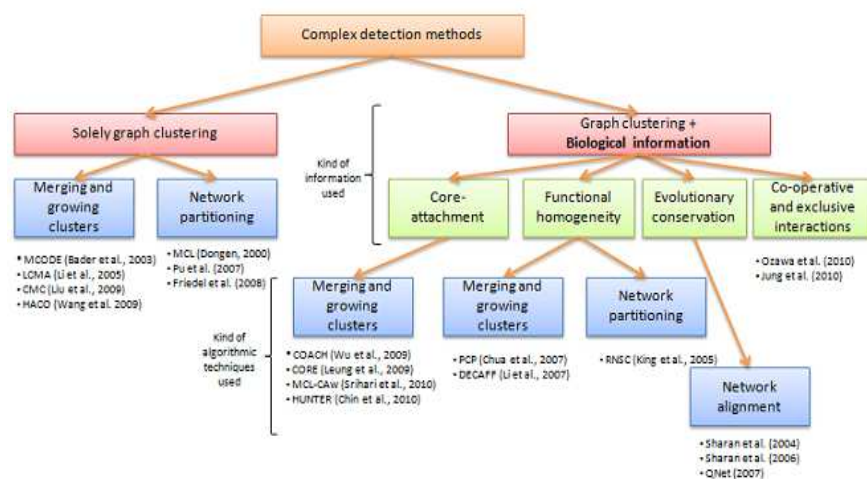 Complex detection methods
Solely graph clustering
Graph clustering +
Biological information
Kind of
information
used
Merging and
growing
clusters
Network
partitioning
Core-
attachment
Functional
homogeneity
Evolutionary
conservation
Co-operative
and exclusive
interactions
• MCODE (Bader et al., 2003)
• LCMA (Li et al., 2005)
• CMC (Liu et al., 2009)
• HACO (Wang et al. 2009)
• MCL (Dongen, 2000)
• Pu et al. (2007)
• Friedel et al. (2008)
• Ozawa et al. (2010)
• Jung et al. (2010)
Kind of
algorithmic
techniques
used
Merging and
growing
clusters
Merging and
growing
clusters
Network
partitioning
• COACH (Wu et al., 2009)
• CORE (Leung et al., 2009)
• MCL-CAw (Srihari et al., 2010)
• HUNTER (Chin et al., 2010)
• PCP (Chua et al., 2007)
• DECAFF (Li et al., 2007)
• RNSC (King et al., 2005)
Network
alignment
• Sharan et al. (2004)
• Sharan et al. (2006)
• QNet (2007)